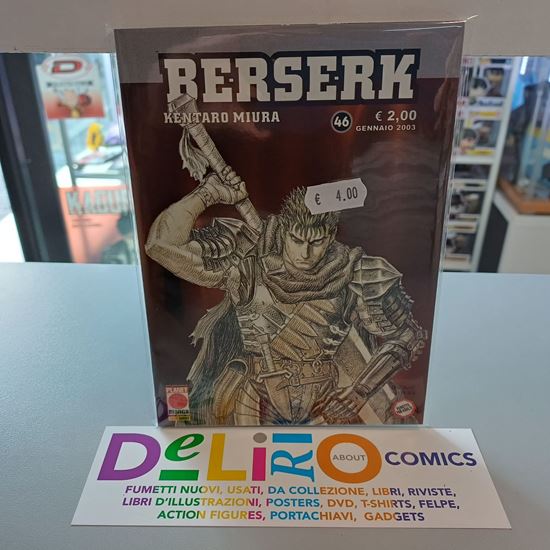 BERSERK
KENTARO MIURA
46
€ 2,00
GENNAIO 2003
€ 4.00
PLANET
MANGA
DELIRIO
ABOUT
COMICS
FUMETTI NUOVI, USATI, DA COLLEZIONE, LIBRI, RIVISTE,
LIBRI D'ILLUSTRAZIONI, POSTERS, DVD, T-SHIRTS, FELPE,
ACTION FIGURES, PORTACHIAVI, GADGETS